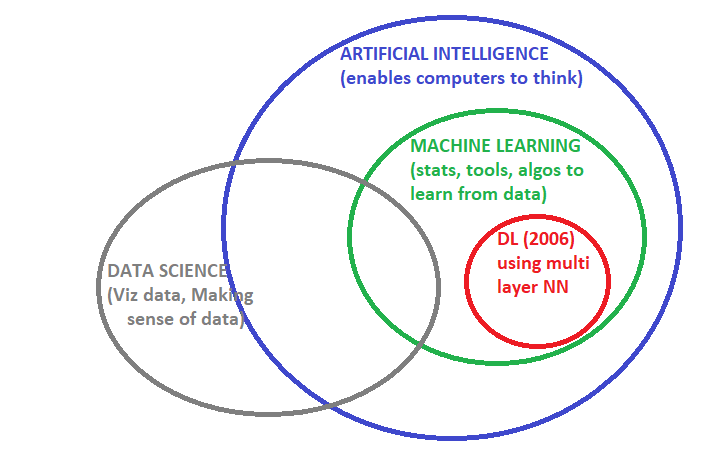 ARTIFICIAL INTELLIGENCE
(enables computers to think)
MACHINE LEARNING
(stats, tools, algos to
learn from data)
DL (2006)
using multi
layer NN
DATA SCIENCE
(Viz data, Making
sense of data)